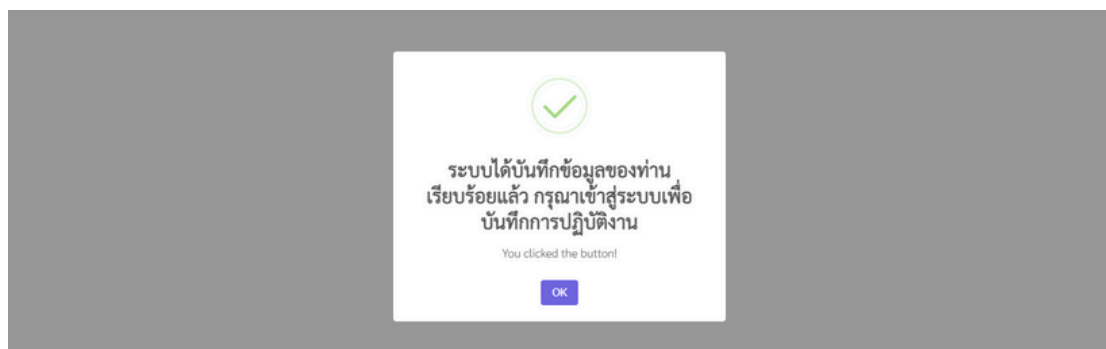 ระบบได้บันทึกข้อมูลของท่าน
เรียบร้อยแล้ว กรุณาเข้าสู่ระบบเพื่อ
บันทึกการปฏิบัติงาน
You clicked the button!
OK